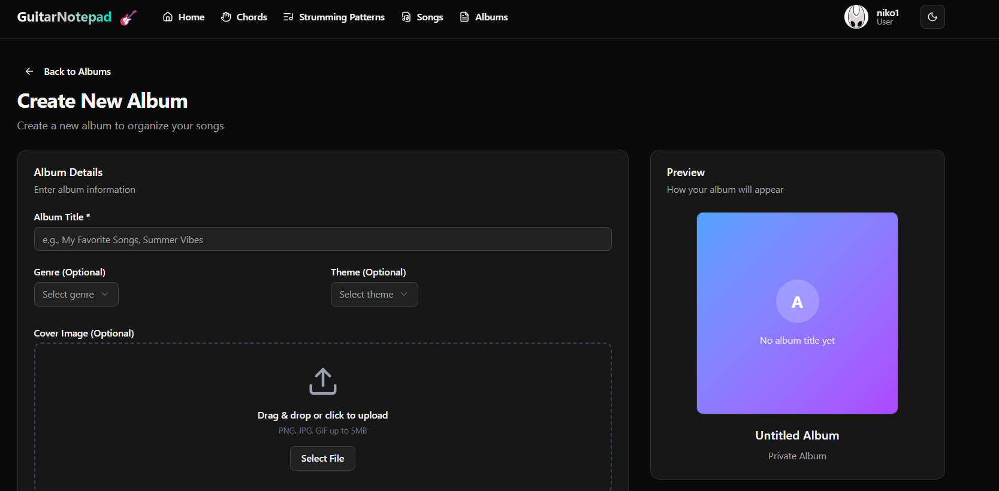 GuitarNotepad
Home
Chords
Strumming Patterns
Songs
Albums
niko1
User
Back to Albums
Create New Album
Create a new album to organize your songs
Album Details
Enter album information
Album Title *
e.g., My Favorite Songs, Summer Vibes
Genre (Optional)
Theme (Optional)
Select genre
Select theme
Cover Image (Optional)
Drag & drop or click to upload
PNG, JPG, GIF up to 5MB
Select File
Preview
How your album will appear
A
No album title yet
Untitled Album
Private Album